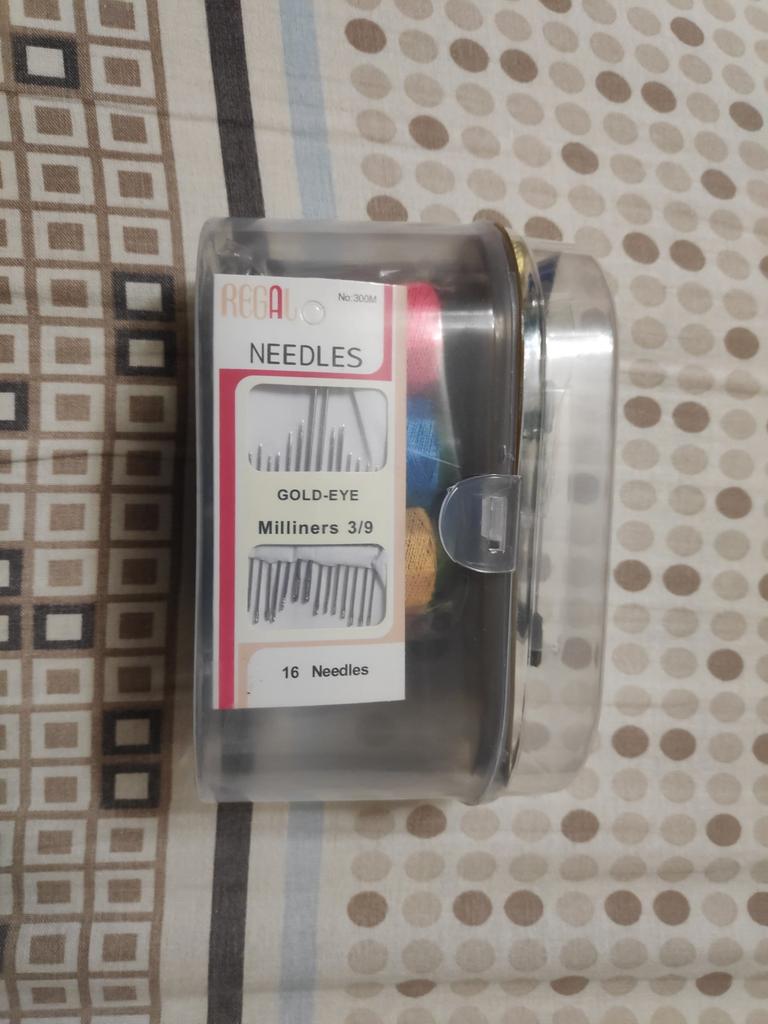 REGAL
No:300M
NEEDLES
GOLD-EYE
Milliners 3/9
16 Needles